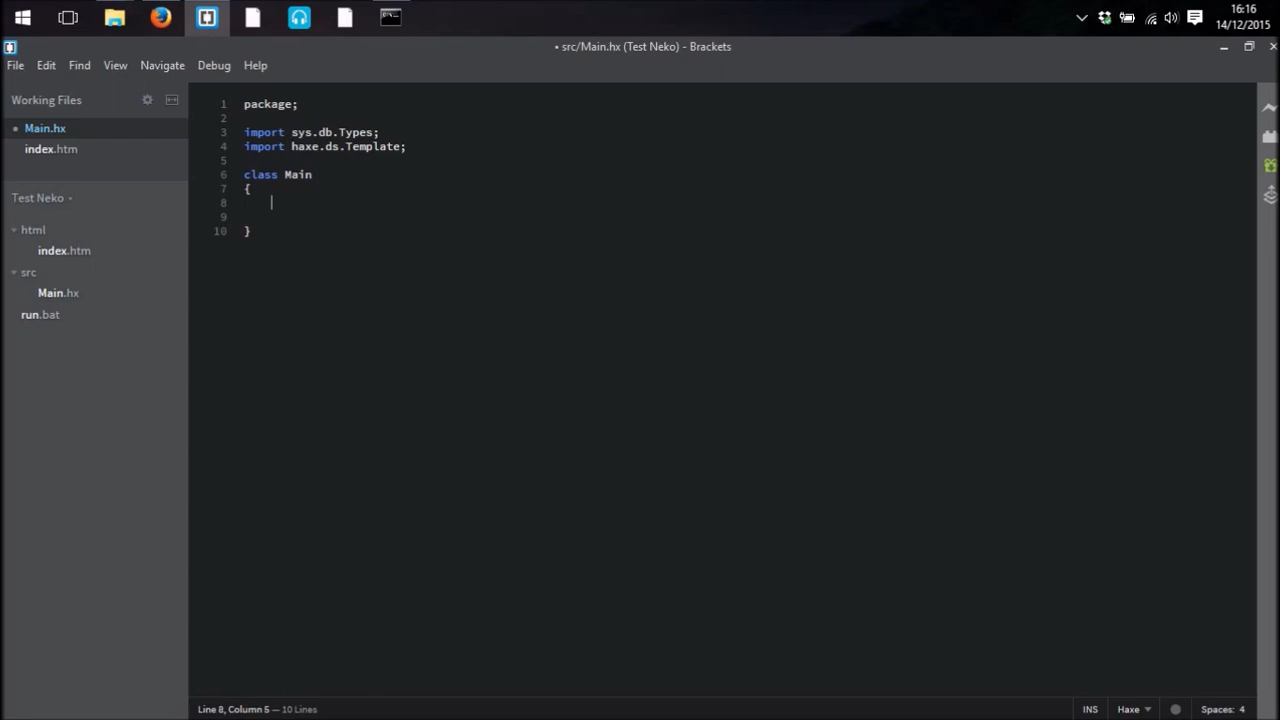 16:16
14/12/2015
• src/Main.hx (Test Neko) - Brackets
File Edit Find View Navigate Debug Help
Working Files
Main.hx
index.htm
Test Neko
html
index.htm
src
Main.hx
run.bat
1 package;
2
3 import sys.db.Types;
4 import haxe.ds.Template;
5
6 class Main
7 {
8
9
10 }
Line 8, Column 5 — 10 Lines
INS Haxe Spaces: 4